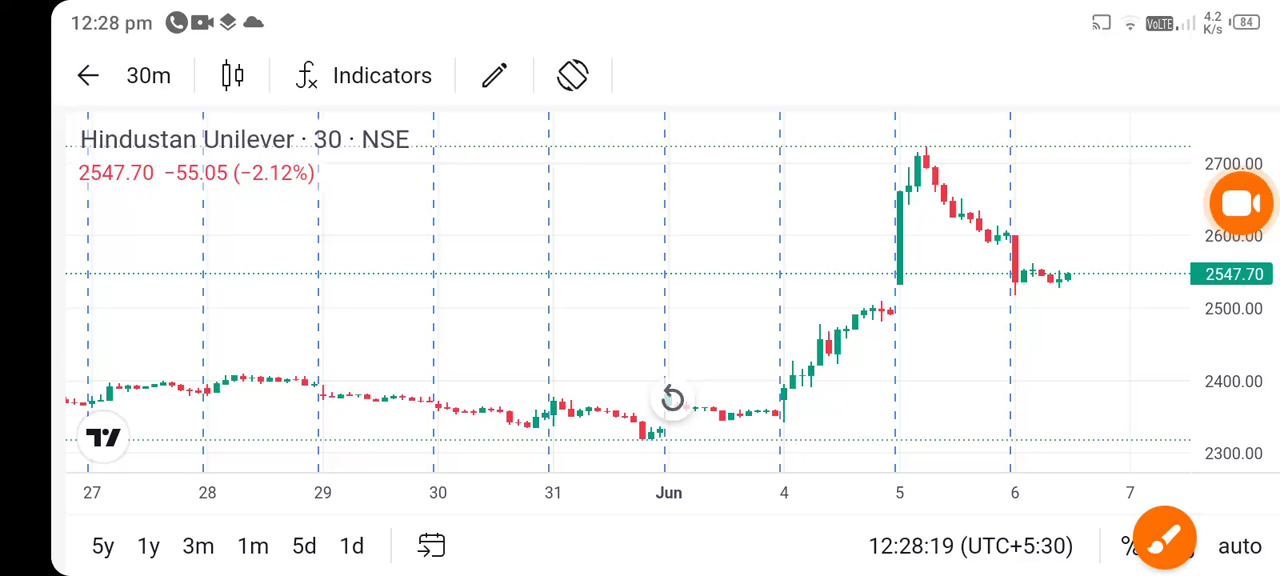 12:28 pm VoLTE 4.2 K/s 84
30m Indicators
Hindustan Unilever · 30 · NSE
2547.70 −55.05 (−2.12%)
2700.00
2600.00
2547.70
2500.00
2400.00
2300.00
27 28 29 30 31 Jun 4 5 6 7
5y 1y 3m 1m 5d 1d 12:28:19 (UTC+5:30) % auto